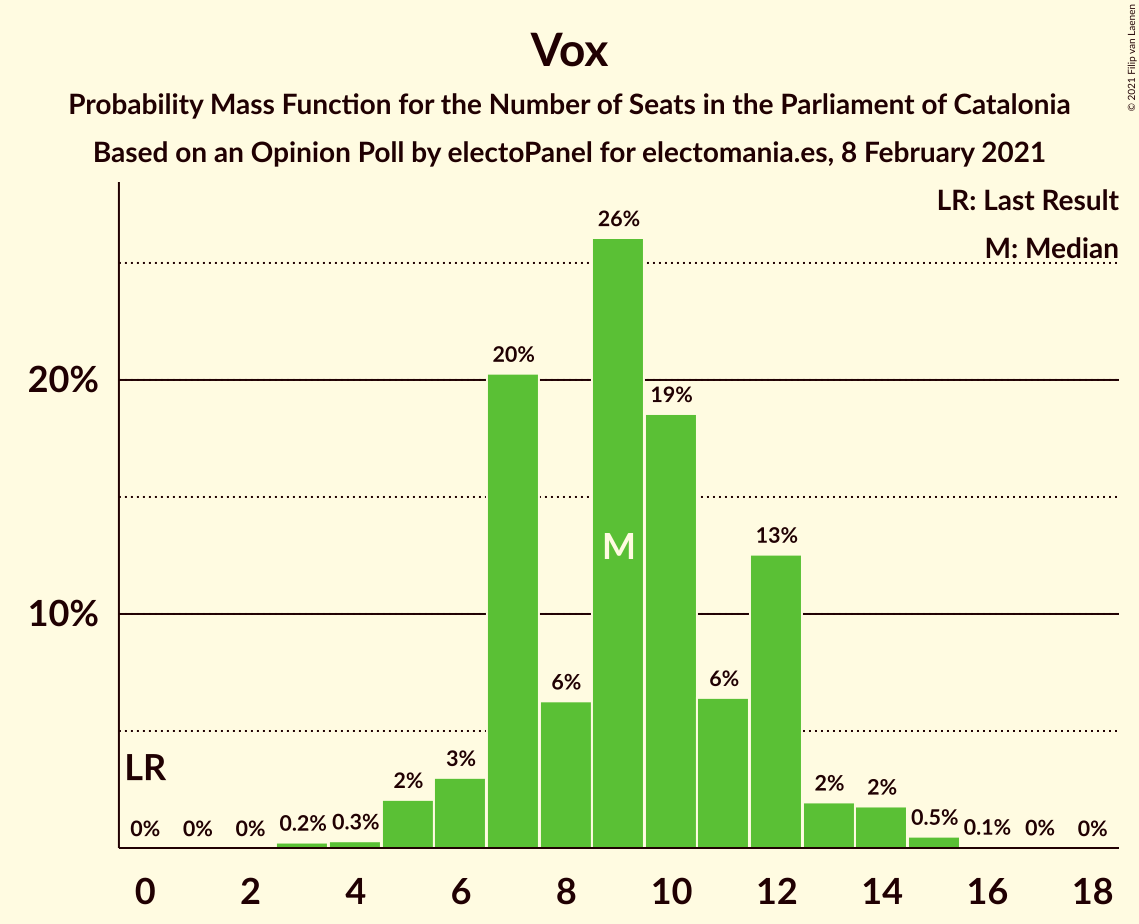 Vox
Probability Mass Function for the Number of Seats in the Parliament of Catalonia
Based on an Opinion Poll by electoPanel for electomania.es, 8 February 2021
© 2021 Filip van Laenen
LR: Last Result
M: Median
26%
20%
20%
19%
M
13%
10%
6%
6%
LR
3%
2%
2%
2%
0% 0% 0% 0.2% 0.3% 0.5% 0.1% 0% 0%
0 2 4 6 8 10 12 14 16 18